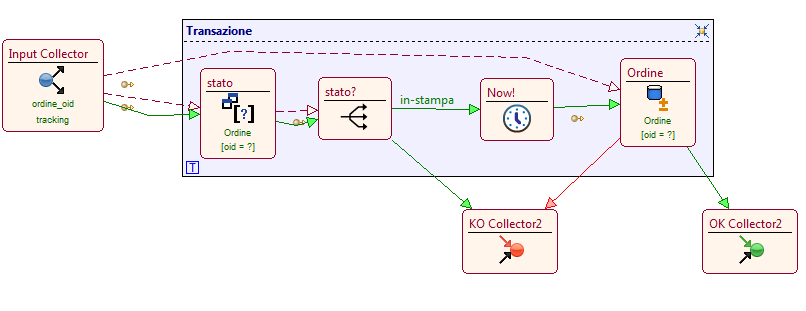 Transazione
Input Collector
ordine_oid
tracking
stato
[?]
Ordine
[oid = ?]
stato?
in-stampa
Now!
Ordine
Ordine
[oid = ?]
T
KO Collector2
OK Collector2